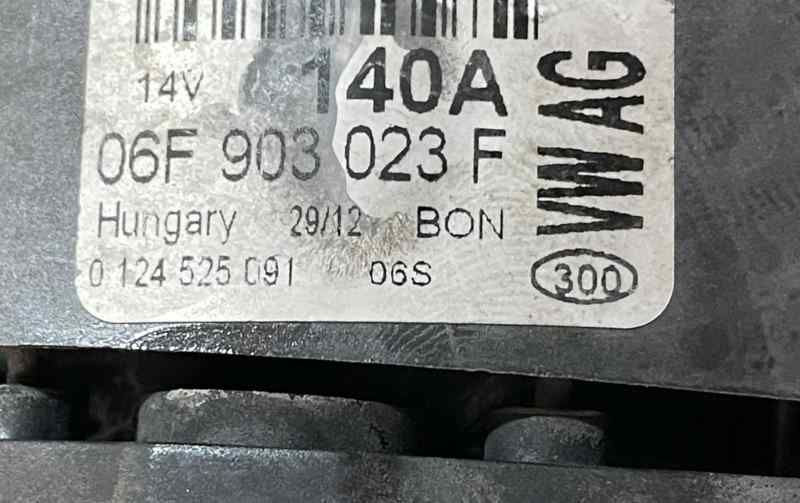 14V 140A
06F 903 023 F
Hungary 29/12 BON
0 124 525 091 06S
VW AG
300